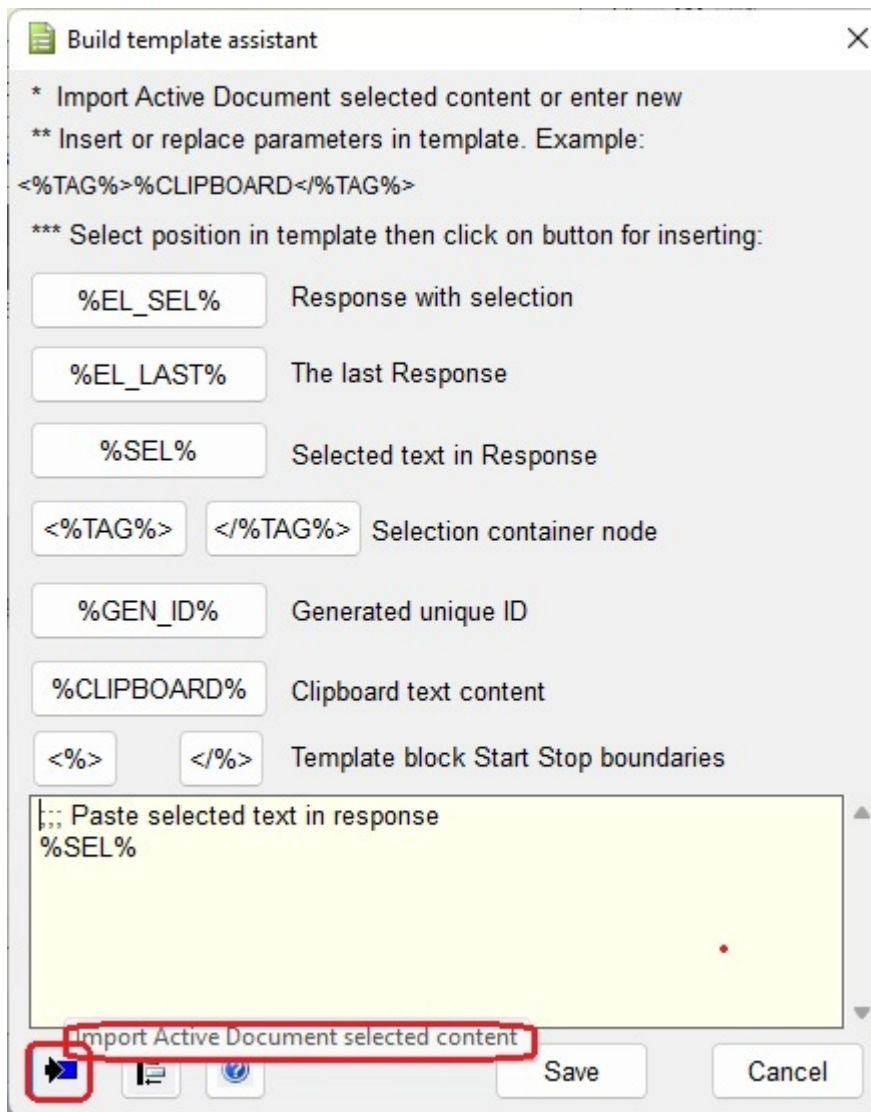 Build template assistant
* Import Active Document selected content or enter new
** Insert or replace parameters in template. Example:
<%TAG%>%CLIPBOARD</%TAG%>
*** Select position in template then click on button for inserting:
%EL_SEL% Response with selection
%EL_LAST% The last Response
%SEL% Selected text in Response
<%TAG%> </%TAG%> Selection container node
%GEN_ID% Generated unique ID
%CLIPBOARD% Clipboard text content
<%> </%> Template block Start Stop boundaries
;;; Paste selected text in response
%SEL%
Import Active Document selected content
Save Cancel